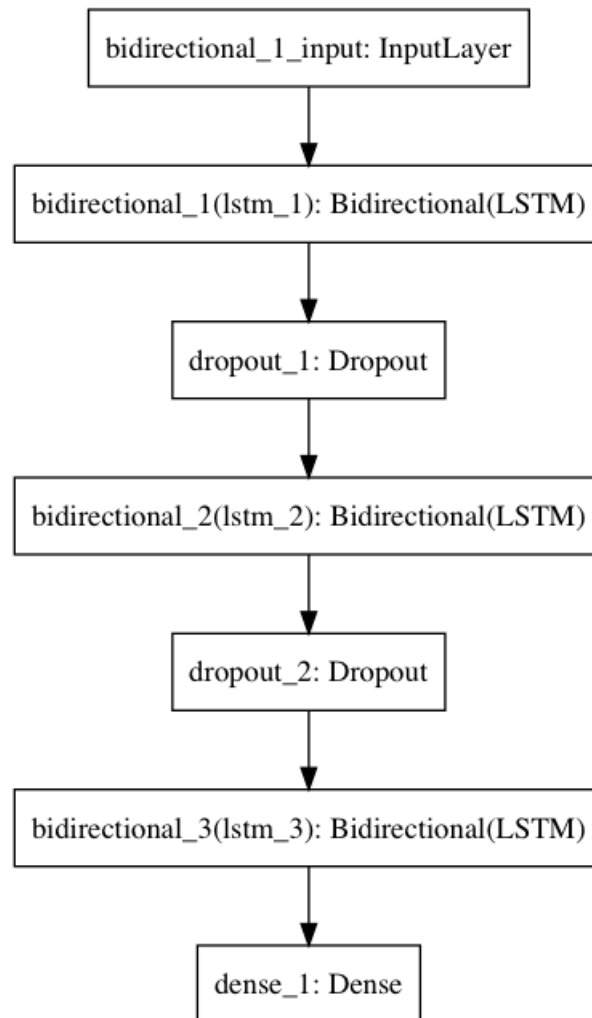 bidirectional_1_input: InputLayer
bidirectional_1(lstm_1): Bidirectional(LSTM)
dropout_1: Dropout
bidirectional_2(lstm_2): Bidirectional(LSTM)
dropout_2: Dropout
bidirectional_3(lstm_3): Bidirectional(LSTM)
dense_1: Dense